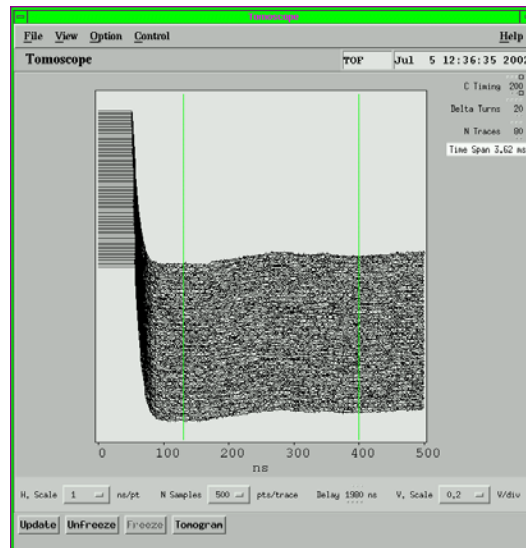 Tomoscope
File View Option Control Help
Tomoscope TOP Jul 5 12:36:35 2002
C Timing 200
Delta Turns 20
N Traces 80
Time Span 3.62 ms
0 100 200 300 400 500
ns
H. Scale 1 ns/pt N Samples 500 pts/trace Delay 1980 ns V. Scale 0.2 V/div
Update UnFreeze Freeze Tomogram